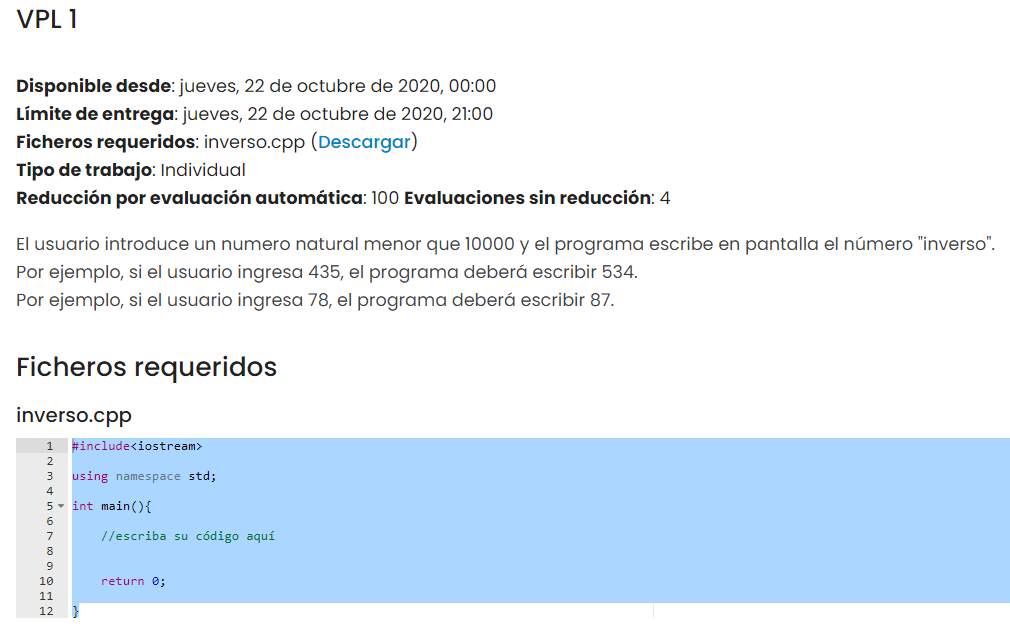 VPL 1
Disponible desde: jueves, 22 de octubre de 2020, 00:00
Límite de entrega: jueves, 22 de octubre de 2020, 21:00
Ficheros requeridos: inverso.cpp (Descargar)
Tipo de trabajo: Individual
Reducción por evaluación automática: 100 Evaluaciones sin reducción: 4
El usuario introduce un numero natural menor que 10000 y el programa escribe en pantalla el número "inverso".
Por ejemplo, si el usuario ingresa 435, el programa deberá escribir 534.
Por ejemplo, si el usuario ingresa 78, el programa deberá escribir 87.
Ficheros requeridos
inverso.cpp
1 #include<iostream>
2
3 using namespace std;
4
5 int main(){
6
7 //escriba su código aquí
8
9
10 return 0;
11
12 }